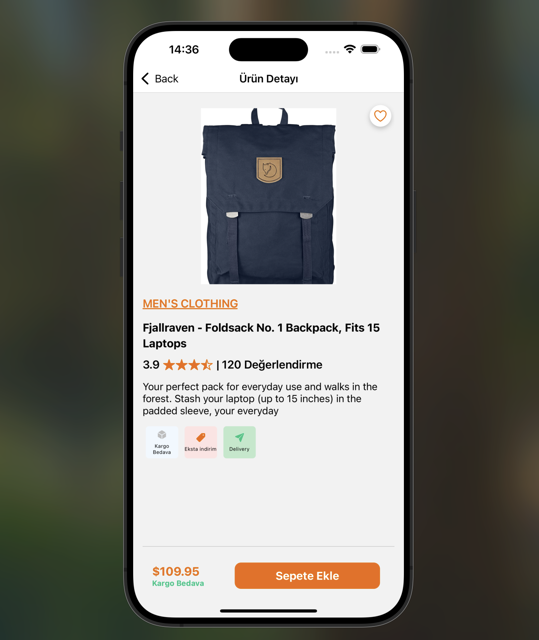 14:36
Back
Ürün Detayı
MEN'S CLOTHING
Fjallraven - Foldsack No. 1 Backpack, Fits 15
Laptops
3.9 | 120 Değerlendirme
Your perfect pack for everyday use and walks in the
forest. Stash your laptop (up to 15 inches) in the
padded sleeve, your everyday
Kargo
Bedava
Eksta indirim
Delivery
$109.95
Kargo Bedava
Sepete Ekle